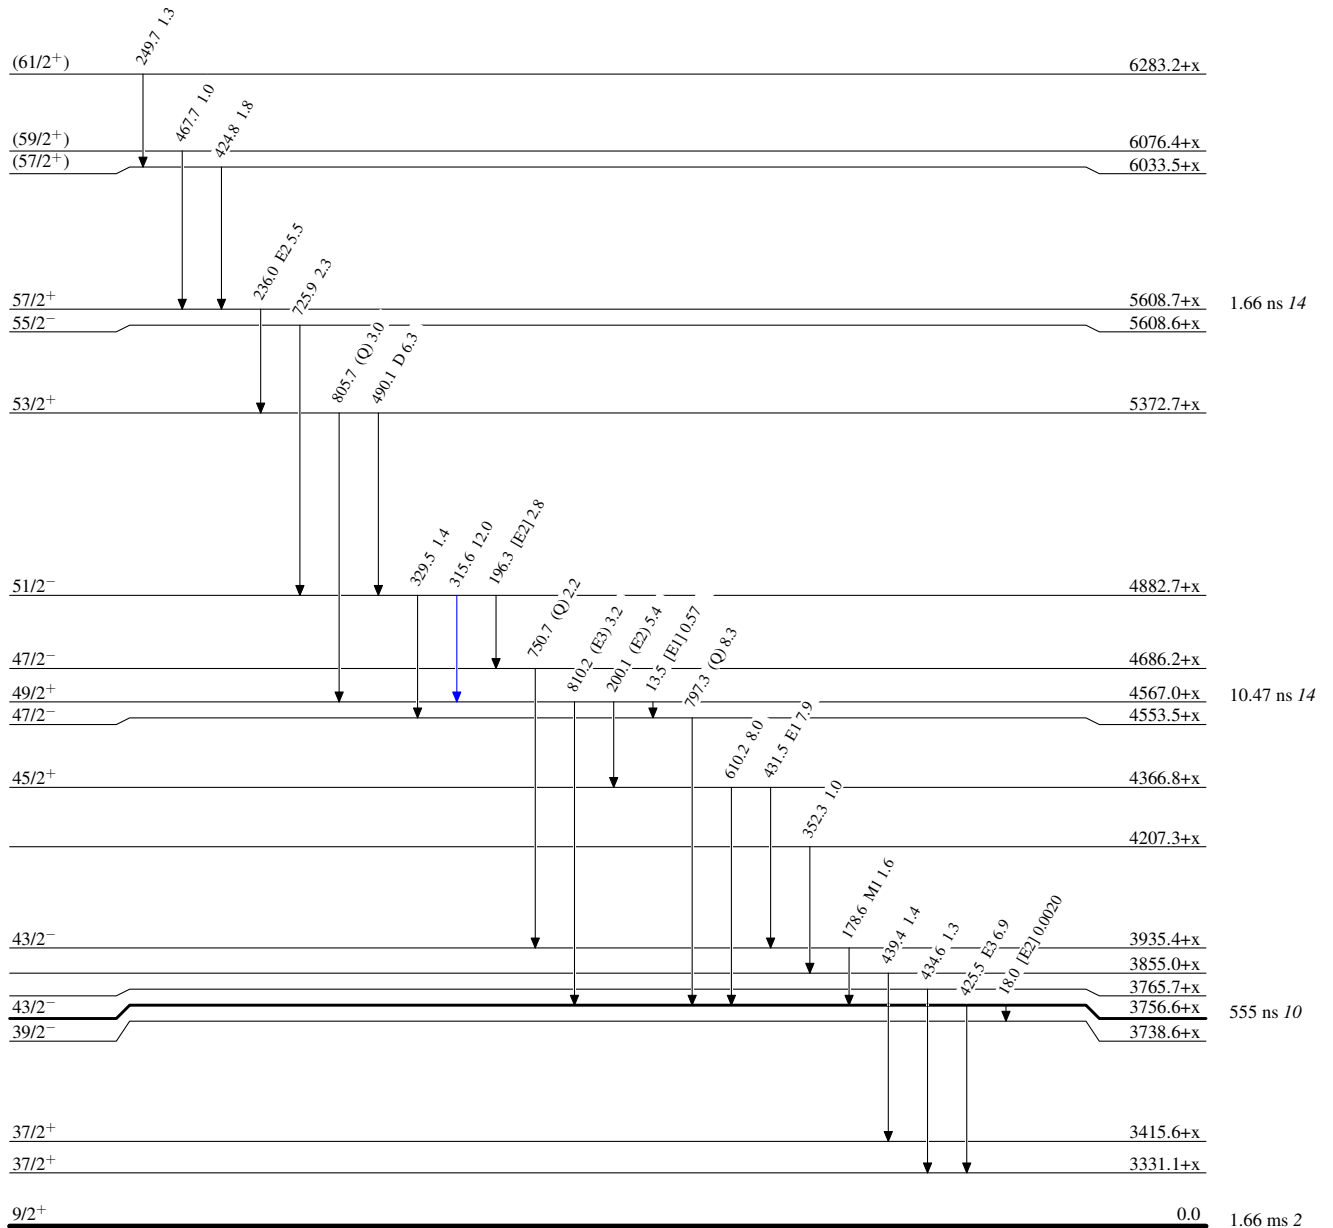 249.7 1.3
(61/2+) 6283.2+x
467.7 1.0
424.8 1.8
(59/2+) 6076.4+x
(57/2+) 6033.5+x
236.0 E2 5.5
725.9 2.3
57/2+ 5608.7+x 1.66 ns 14
55/2− 5608.6+x
805.7 (Q) 3.0
490.1 D 6.3
53/2+ 5372.7+x
329.5 1.4
315.6 12.0
196.3 [E2] 2.8
51/2− 4882.7+x
750.7 (Q) 2.2
47/2− 4686.2+x
810.2 (E3) 3.2
200.1 (E2) 5.4
13.5 [E1] 0.57
797.3 (Q) 8.3
49/2+ 4567.0+x 10.47 ns 14
47/2− 4553.5+x
610.2 8.0
431.5 E1 7.9
45/2+ 4366.8+x
352.3 1.0
4207.3+x
178.6 M1 1.6
43/2− 3935.4+x
439.4 1.4
434.6 1.3
425.5 E3 6.9
18.0 [E2] 0.0020
3855.0+x
3765.7+x
43/2− 3756.6+x 555 ns 10
39/2− 3738.6+x
37/2+ 3415.6+x
37/2+ 3331.1+x
9/2+ 0.0 1.66 ms 2